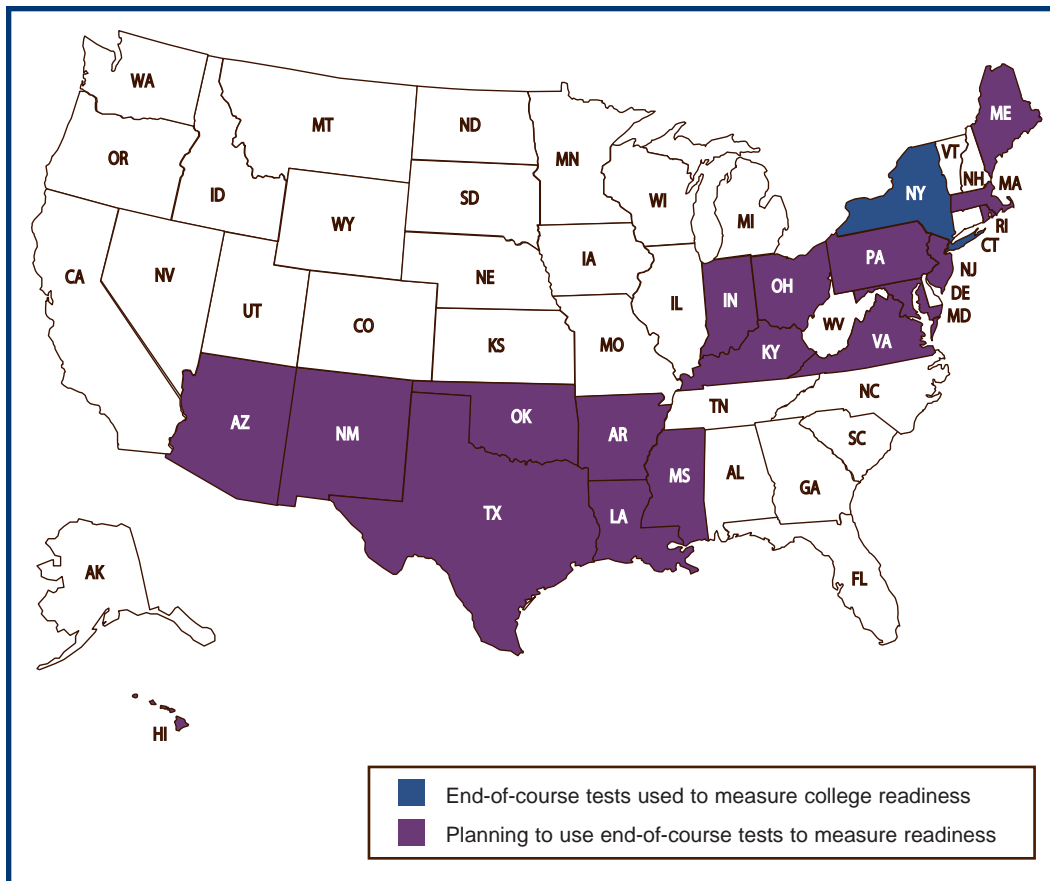 WA
MT
ND
MN
ME
VT
NH
MA
OR
ID
SD
WI
MI
NY
RI
CT
WY
IA
PA
NJ
CA
NV
NE
IL
IN
OH
DE
MD
UT
CO
KS
MO
WV
VA
KY
AZ
NM
OK
AR
TN
NC
SC
TX
LA
MS
AL
GA
FL
AK
HI
End-of-course tests used to measure college readiness
Planning to use end-of-course tests to measure readiness